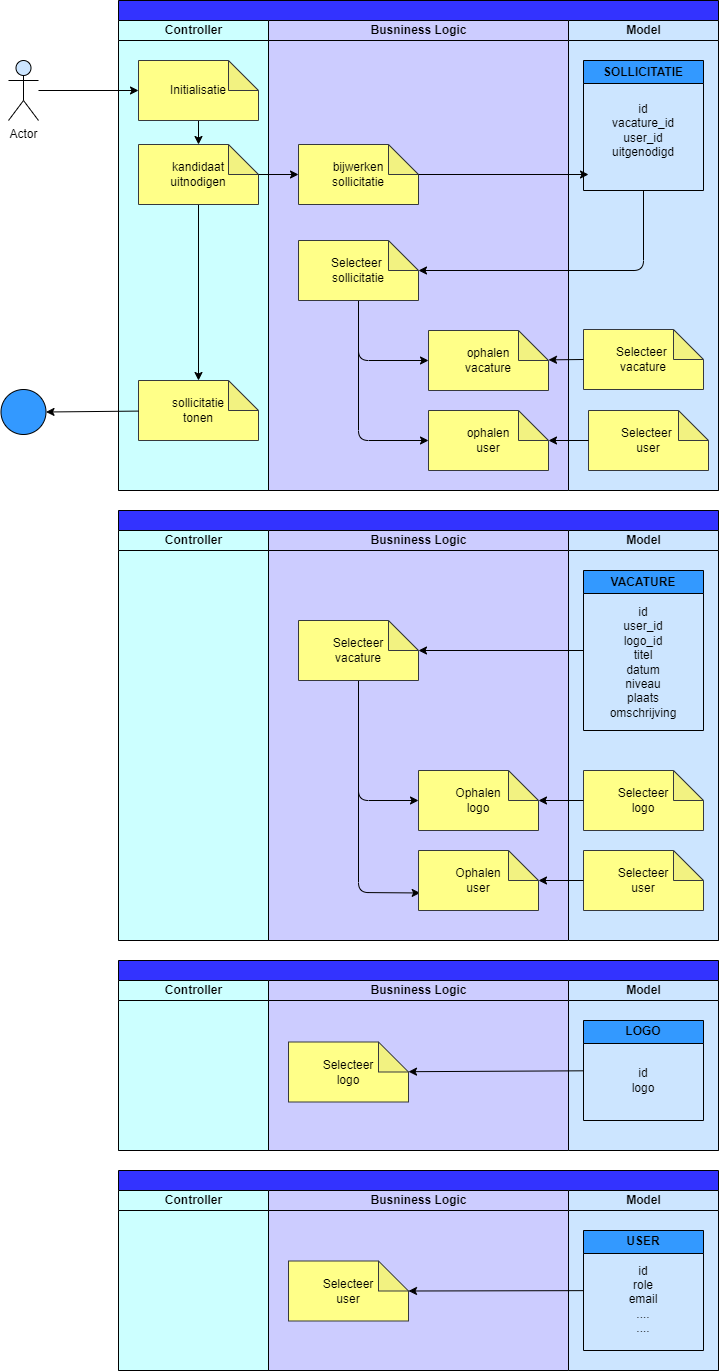 Controller
Busniness Logic
Model
Actor
Initialisatie
SOLLICITATIE
id
vacature_id
user_id
uitgenodigd
kandidaat
uitnodigen
bijwerken
sollicitatie
Selecteer
sollicitatie
ophalen
vacature
Selecteer
vacature
sollicitatie
tonen
ophalen
user
Selecteer
user
Controller
Busniness Logic
Model
VACATURE
id
user_id
logo_id
titel
datum
niveau
plaats
omschrijving
Selecteer
vacature
Ophalen
logo
Selecteer
logo
Ophalen
user
Selecteer
user
Controller
Busniness Logic
Model
LOGO
id
logo
Selecteer
logo
Controller
Busniness Logic
Model
USER
id
role
email
....
....
Selecteer
user